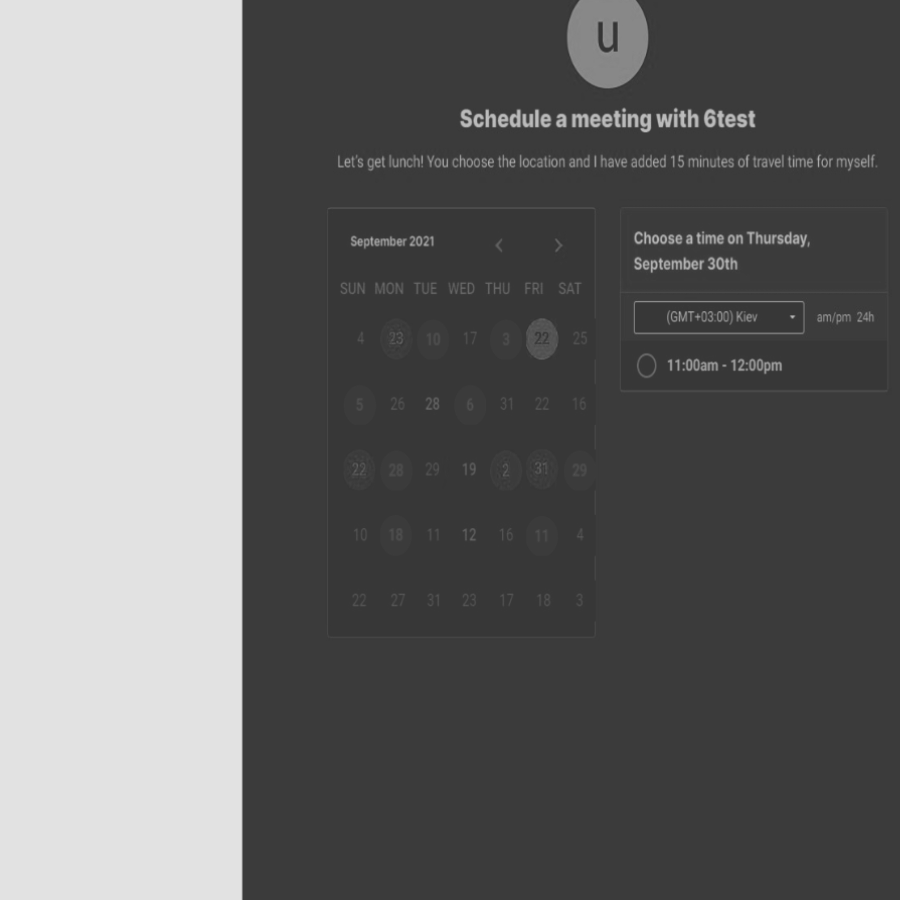 u
Schedule a meeting with 6test
Let's get lunch! You choose the location and I have added 15 minutes of travel time for myself.
September 2021
SUN MON TUE WED THU FRI SAT
4 23 10 17 3 22 25
5 26 28 6 31 22 16
22 28 29 19 2 31 29
10 18 11 12 16 11 4
22 27 31 23 17 18 3
Choose a time on Thursday,
September 30th
(GMT+03:00) Kiev am/pm 24h
11:00am - 12:00pm